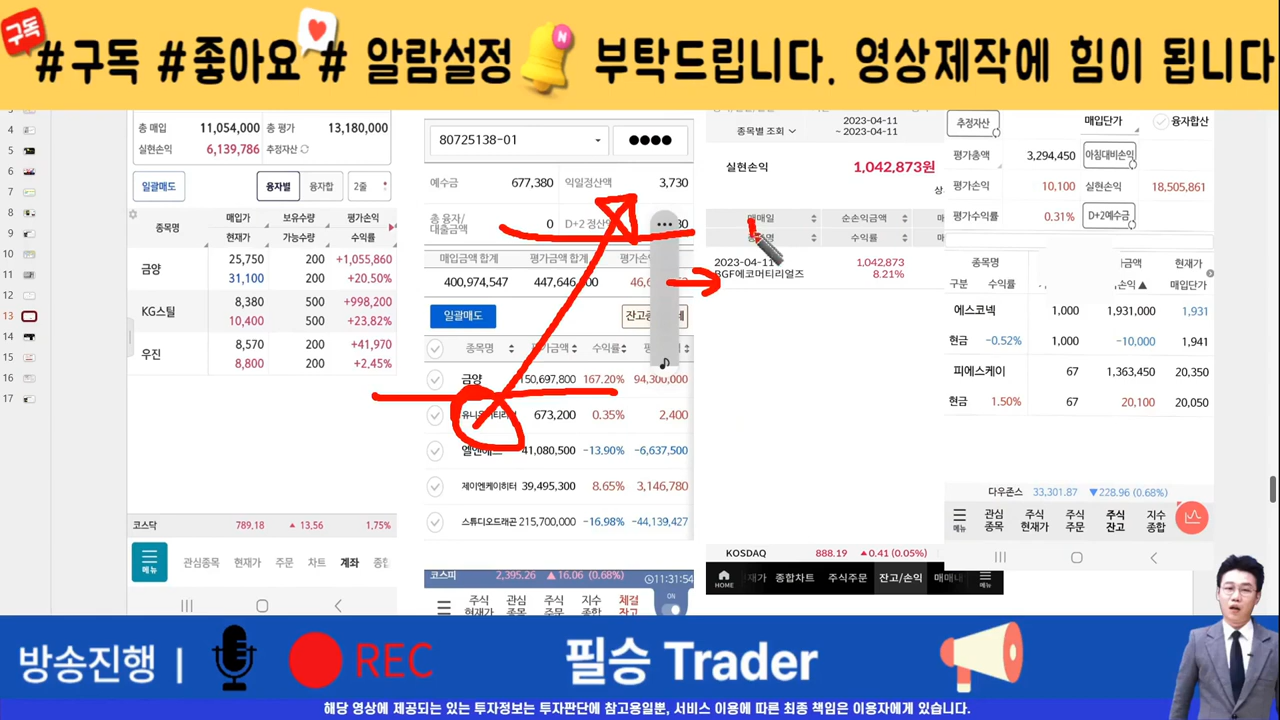 구독
#구독 #좋아요 # 알람설정 N 부탁드립니다. 영상제작에 힘이 됩니다
4
5
6
7
8
9
10
11
12
13
14
15
16
17
총 매입 11,054,000 총 평가 13,180,000
실현손익 6,139,786 추정자산
일괄매도 융자별 융자합 2줄
종목명 매입가 보유수량 평가손익
현재가 가능수량 수익률
금양 25,750 200 +1,055,860
31,100 200 +20.50%
KG스틸 8,380 500 +998,200
10,400 500 +23,82%
우진 8,570 200 +41,970
8,800 200 +2.45%
코스닥 789.18 ▲ 13,56 1,75%
메뉴 관심종목 현재가 주문 차트 계좌
80725138-01 ●●●●
예수금 677,380 익일정산액 3,730
총 융자/
대출금액 0 D+2 정산
매입금액 합계 평가금액 합계
400,974,547
일괄매도
종목명 수익률
금양 150,697,800 167.20% 94,300,000
673,200 0.35% 2,400
41,080,500 -13,90% -6,637,500
제이엔케이히터 39,495,300 8.65% 3,146,780
스튜디오드래곤 215,700,000 -16,98% -44,139,427
코스피 2,395,26 ▲ 16.06 (0.68%) 11:31:54
주식 관심 주식 지수 체결
현재가 종목 주문 종합 잔고
ON
2023-04-11
종목별 조회 ~ 2023-04-11
실현손익 1,042,873원
매매일 순손익금액
수익률
2023-04-11 1,042,873
BGF에코머티리얼즈 8.21%
KOSDAQ 888.19 ▲0.41 (0.05%)
HOME 종합차트 주식주문 잔고/손익 메뉴
추정자산 매입단가 융자합산
평가총액 3,294,450 아침대비손익
평가손익 10,100 실현손익 18,505,861
평가수익률 0.31% D+2예수금
종목명 현재가
구분 수익률 손익▲ 매입단가
에스코넥 1,000 1,931,000 1,931
현금 -0.52% 1,000 -10,000 1,941
피에스케이 67 1,363,450 20,350
현금 1.50% 67 20,100 20,050
다우존스 33,301.87 ▼228.96 (0.68%)
메뉴 관심 주식 주식 주식 지수
종목 현재가 주문 잔고 종합
방송진행 | REC 필승 Trader
해당 영상에 제공되는 있는 투자정보는 투자판단에 참고용일뿐, 서비스 이용에 따른 최종 책임은 이용자에게 있습니다.